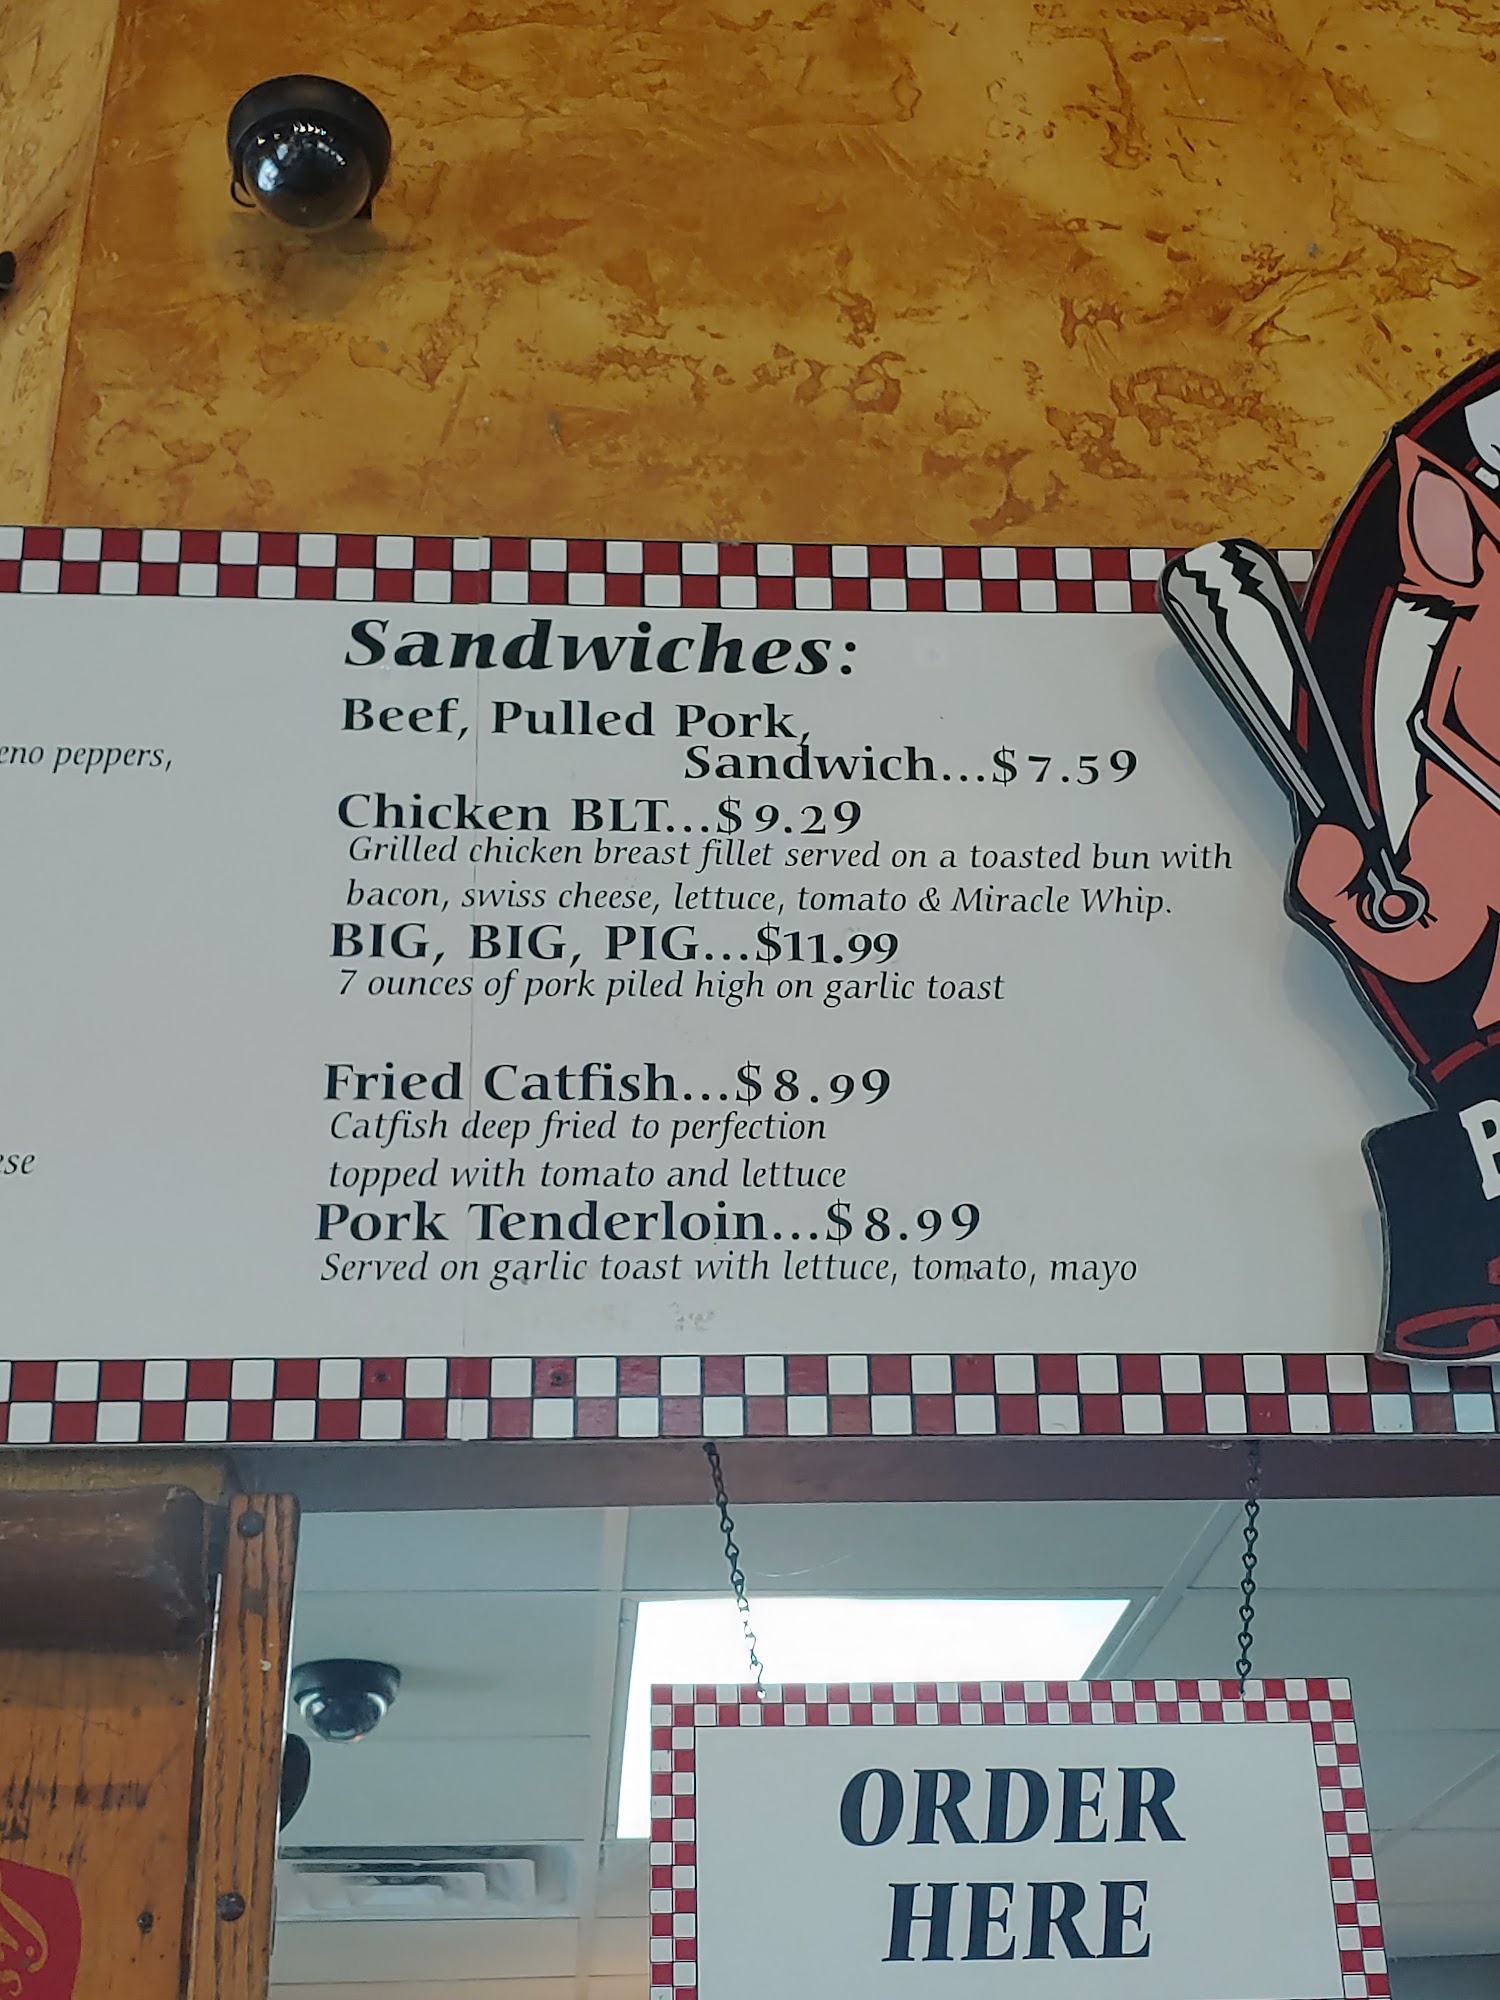 Sandwiches:
Beef, Pulled Pork,
Sandwich...$7.59
Chicken BLT...$9.29
Grilled chicken breast fillet served on a toasted bun with
bacon, swiss cheese, lettuce, tomato & Miracle Whip.
BIG, BIG, PIG...$11.99
7 ounces of pork piled high on garlic toast
Fried Catfish...$8.99
Catfish deep fried to perfection
topped with tomato and lettuce
Pork Tenderloin...$8.99
Served on garlic toast with lettuce, tomato, mayo
peppers,
ORDER
HERE